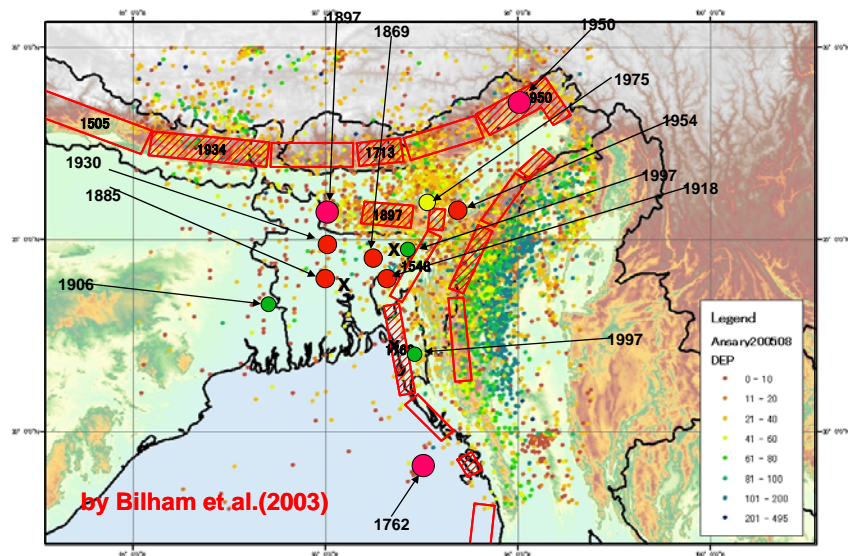 1897
1869
1950
1975
1950
1505
1934
1713
1954
1930
1997
1885
1918
1897
X
1548
X
1906
1997
Legend
Ansary200508
DEP
0 - 10
11 - 20
21 - 40
41 - 60
61 - 80
81 - 100
101 - 200
201 - 495
by Bilham et.al.(2003)
1762